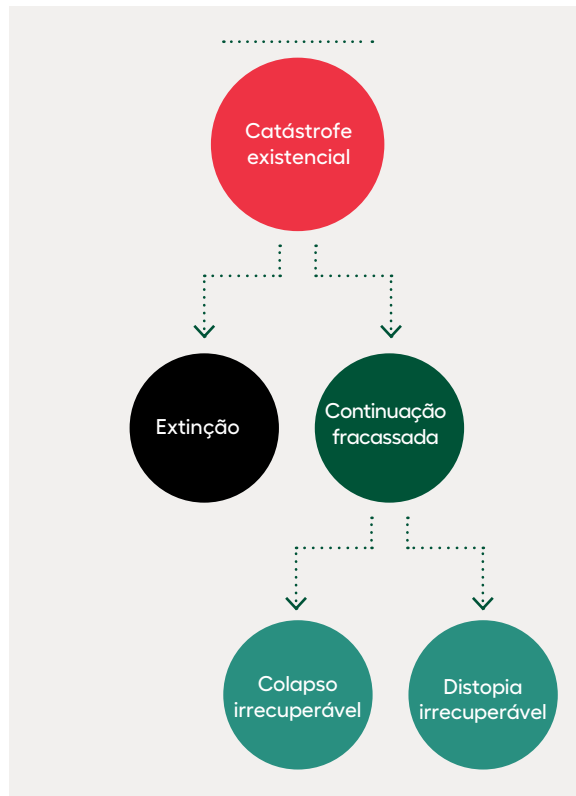 Catástrofe
existencial
Extinção
Continuação
fracassada
Colapso
irrecuperável
Distopia
irrecuperável